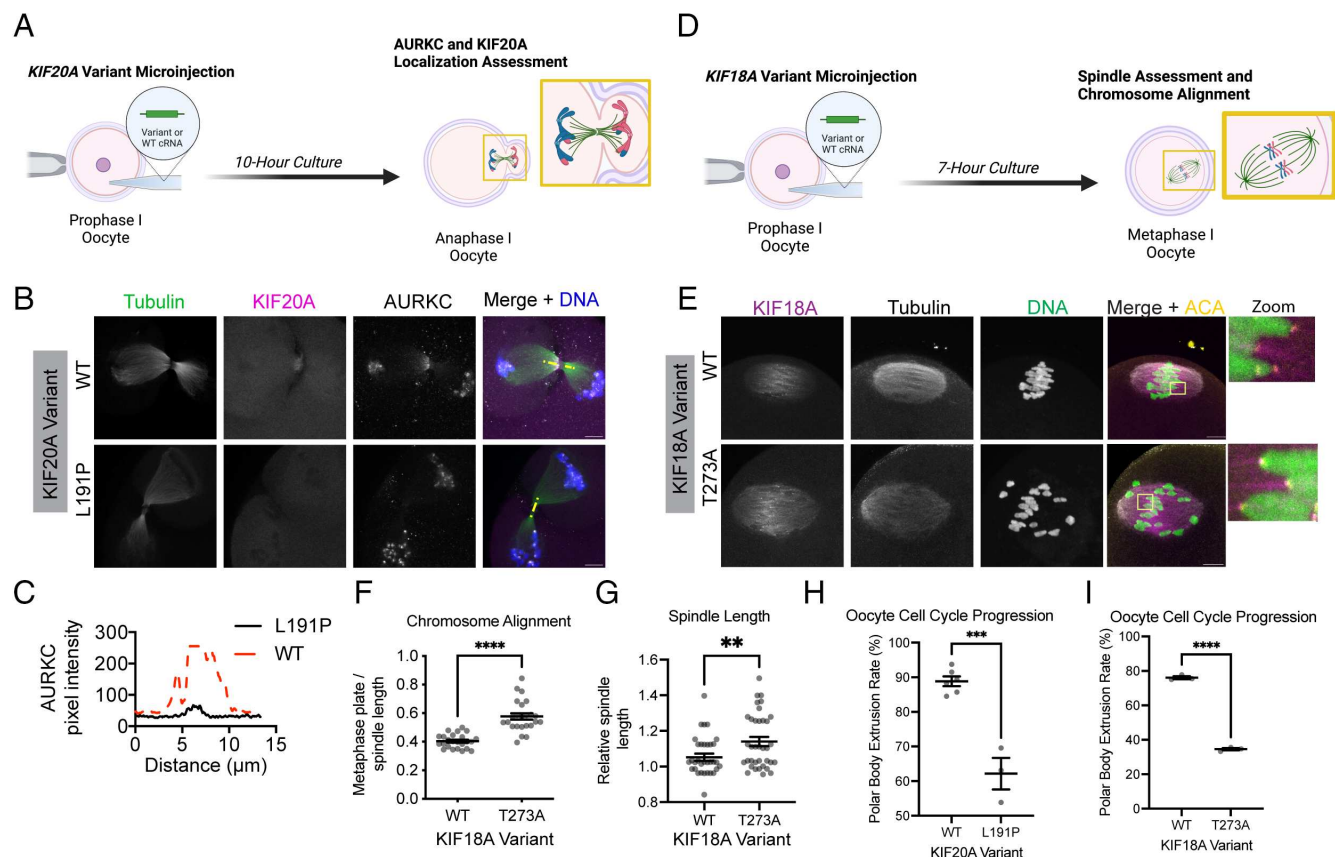 A
KIF20A Variant Microinjection
Variant or
WT cRNA
10-Hour Culture
Prophase I
Oocyte
AURKC and KIF20A
Localization Assessment
Anaphase I
Oocyte
D
KIF18A Variant Microinjection
Variant or
WT cRNA
7-Hour Culture
Prophase I
Oocyte
Spindle Assessment and
Chromosome Alignment
Metaphase I
Oocyte
B
Tubulin KIF20A AURKC Merge + DNA
KIF20A Variant
WT
L191P
E
KIF18A Tubulin DNA Merge + ACA Zoom
KIF18A Variant
WT
T273A
C
AURKC
pixel intensity
300
200
100
0
0 5 10 15
Distance (µm)
L191P
WT
F
Chromosome Alignment
****
Metaphase plate /
spindle length
1.0
0.8
0.6
0.4
0.2
0.0
WT T273A
KIF18A Variant
G
Spindle Length
**
Relative spindle
length
1.6
1.4
1.2
1.0
0.8
WT T273A
KIF18A Variant
H
Oocyte Cell Cycle Progression
***
Polar Body Extrusion Rate (%)
100
90
80
70
60
50
WT L191P
KIF20A Variant
I
Oocyte Cell Cycle Progression
****
Polar Body Extrusion Rate (%)
80
60
40
20
0
WT T273A
KIF18A Variant